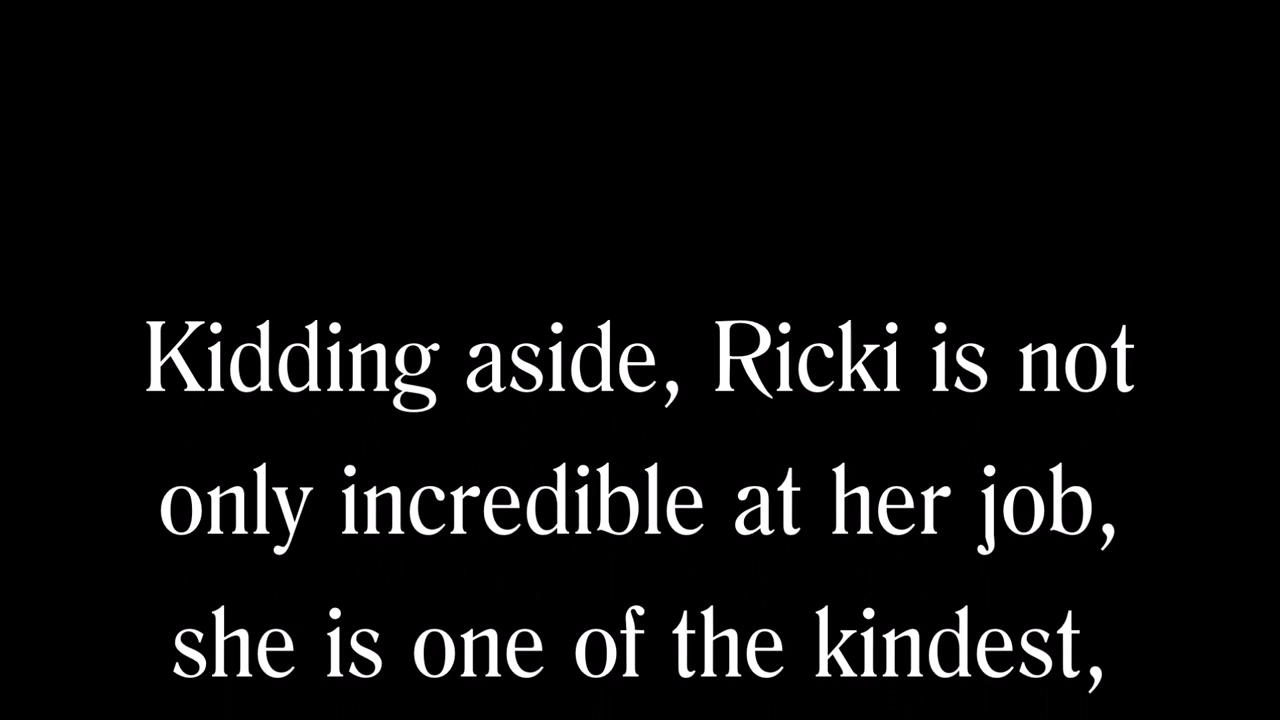 Kidding aside, Ricki is not
only incredible at her job,
she is one of the kindest,